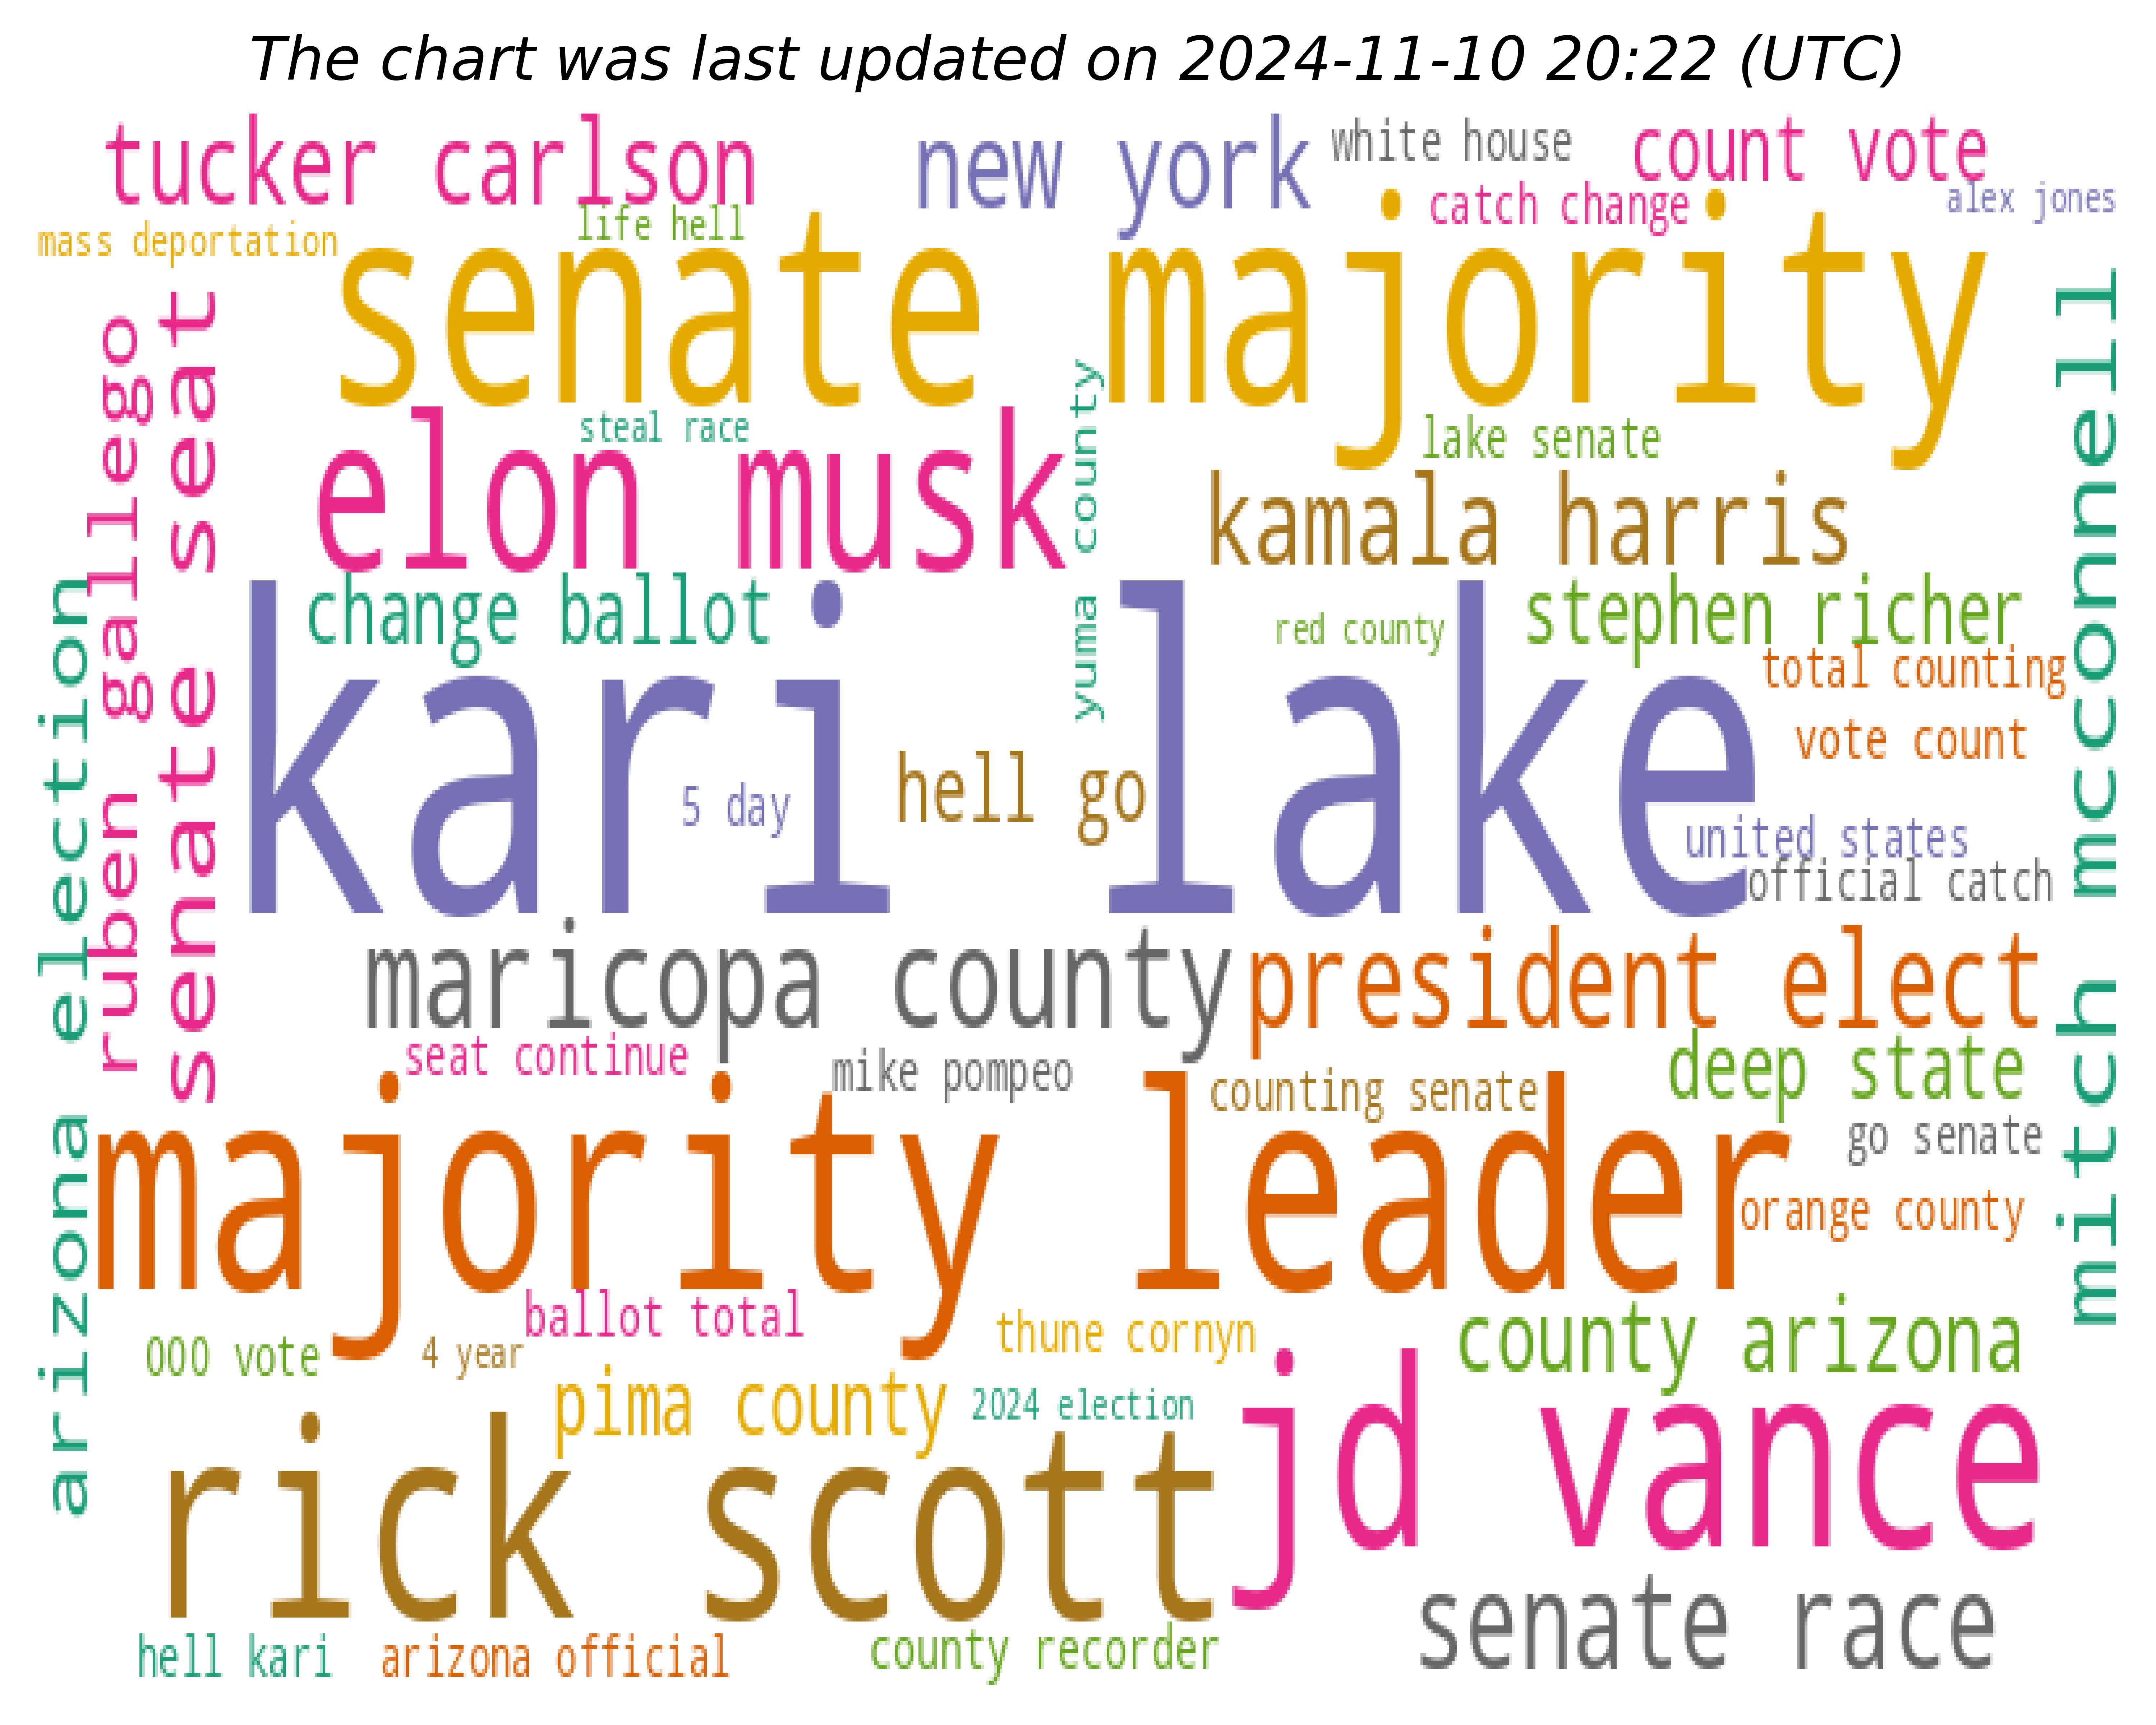 The chart was last updated on 2024-11-10 20:22 (UTC)
tucker carlson
new york
white house
count vote
catch change
alex jones
mass deportation
life hell
senate majority
steal race
elon musk
yuma county
lake senate
kamala harris
ruben gallego
senate seat
arizona election
mitch mcconnell
change ballot
red county
stephen richer
total counting
kari lake
vote count
5 day
hell go
united states
official catch
maricopa county
president elect
seat continue
mike pompeo
counting senate
deep state
go senate
majority leader
orange county
ballot total
000 vote
4 year
thune cornyn
county arizona
pima county
2024 election
jd vance
rick scott
senate race
hell kari
arizona official
county recorder